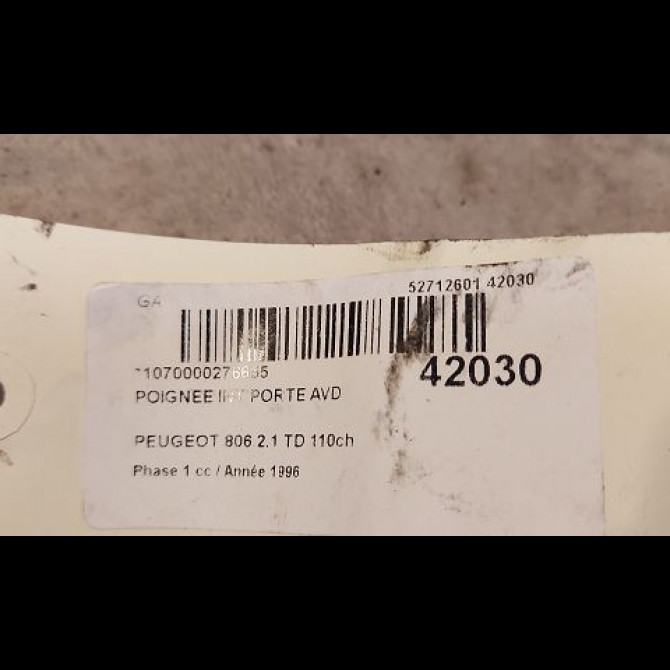 52712601 42030
GA
42030
POIGNEE INT PORTE AVD
PEUGEOT 806 2.1 TD 110ch
Phase 1 cc / Année 1996